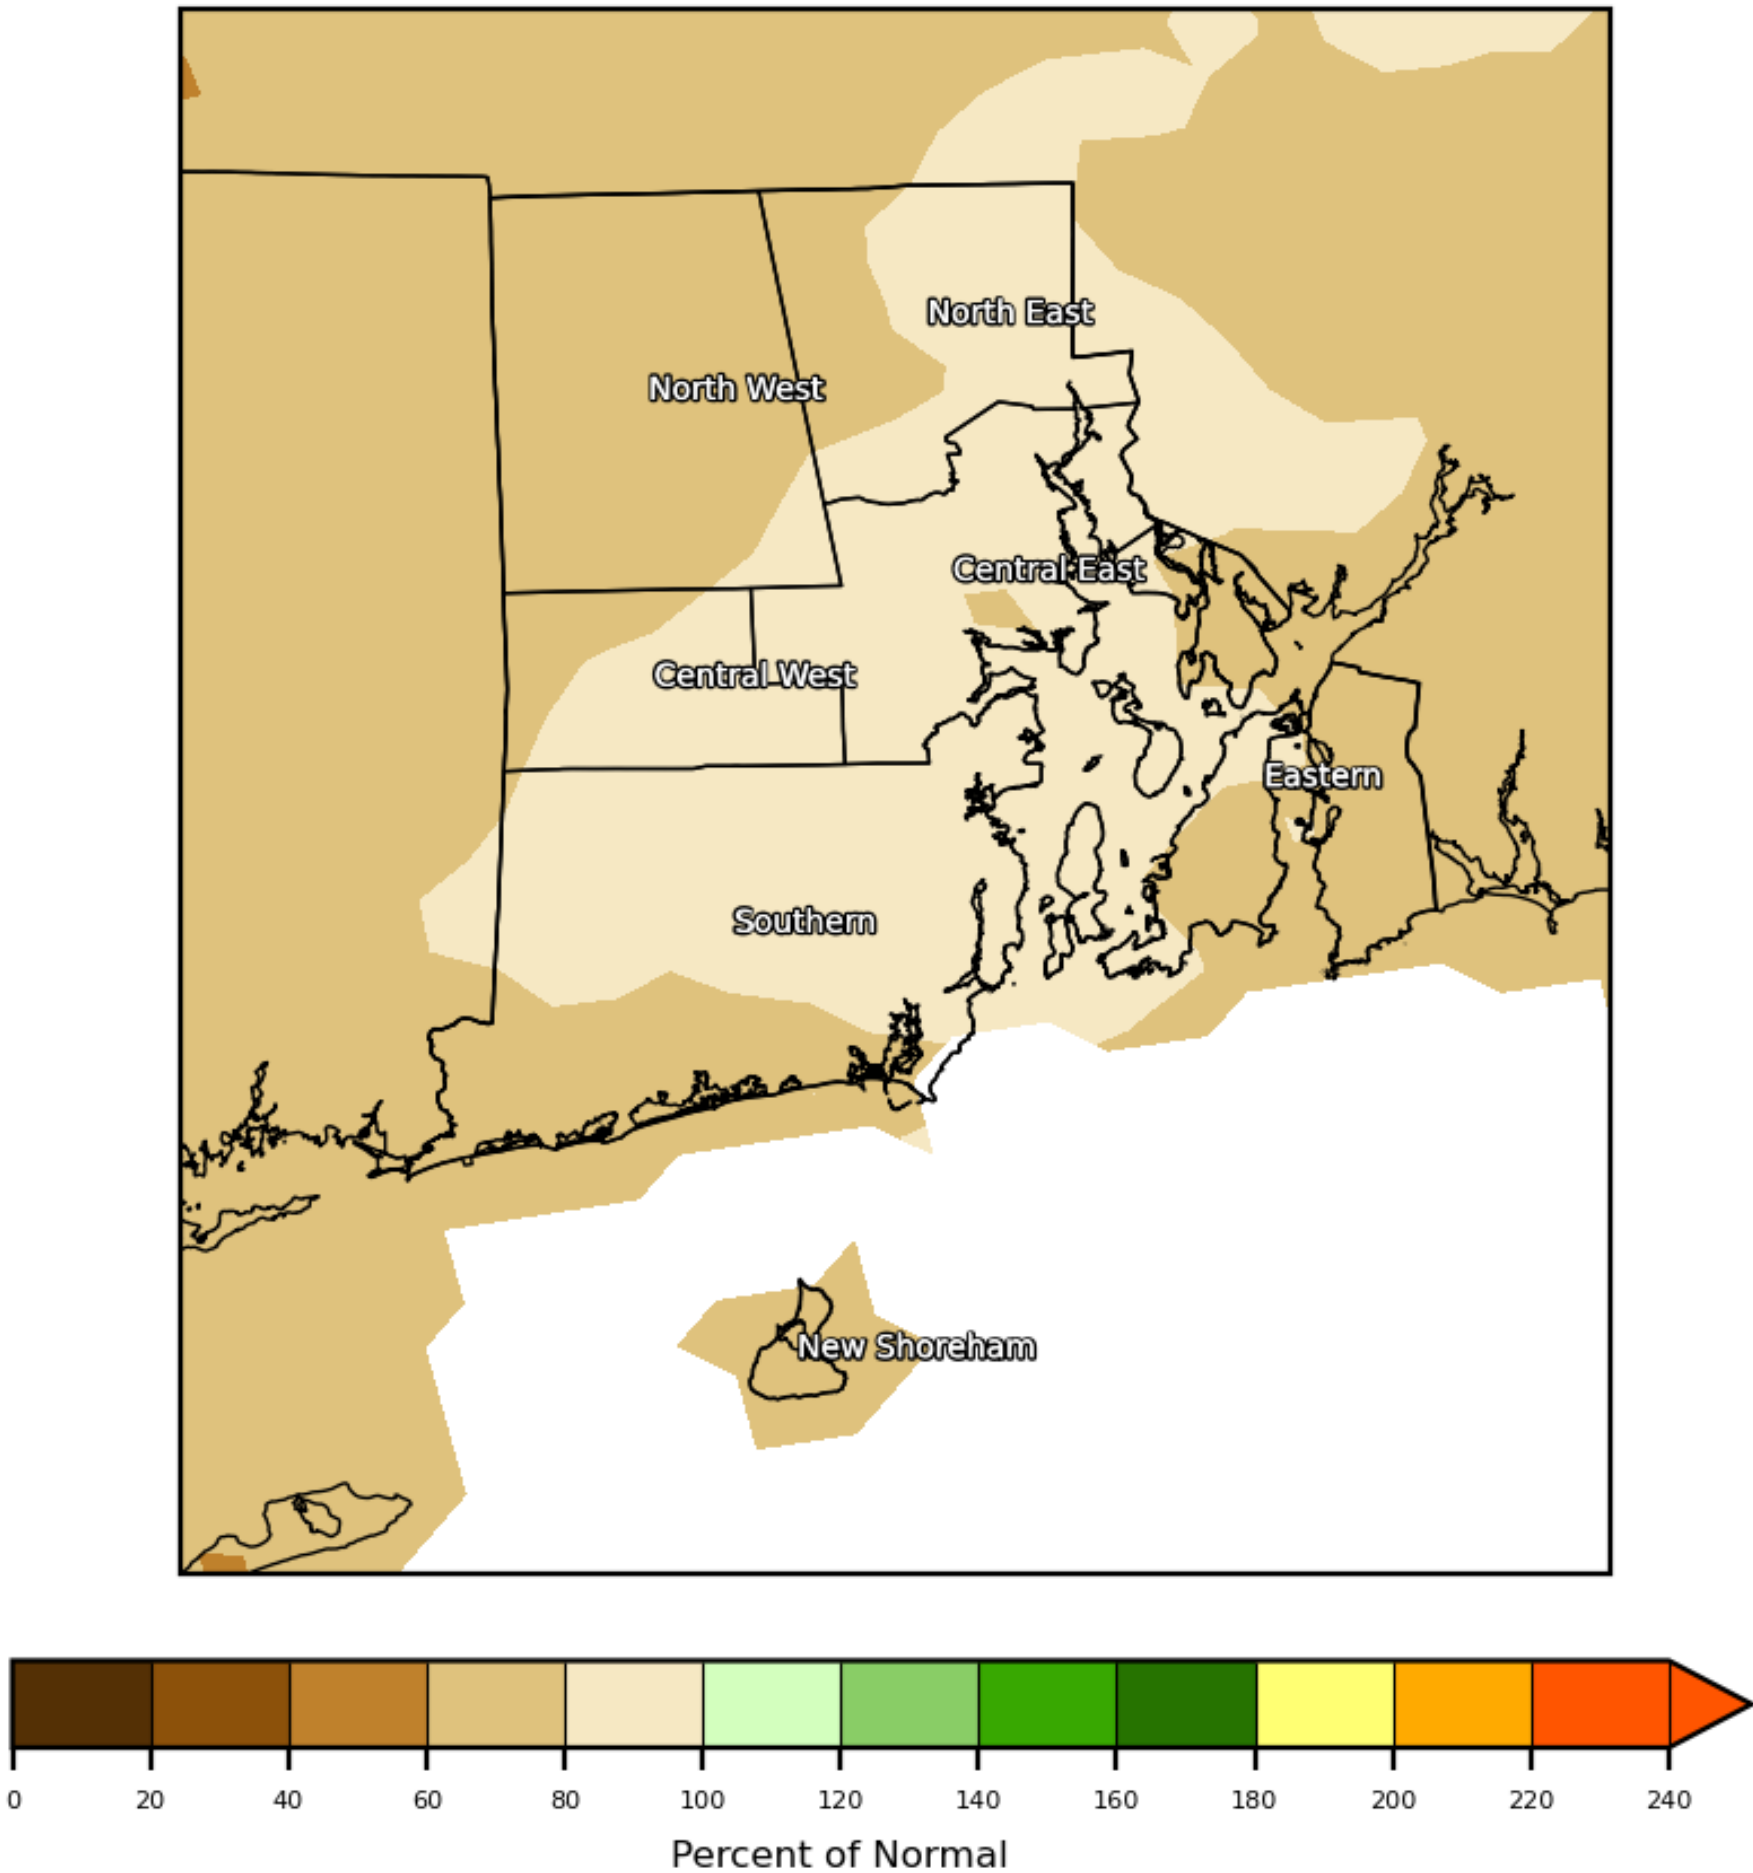 North East
North West
Central East
Central West
Eastern
Southern
New Shoreham
0 20 40 60 80 100 120 140 160 180 200 220 240
Percent of Normal